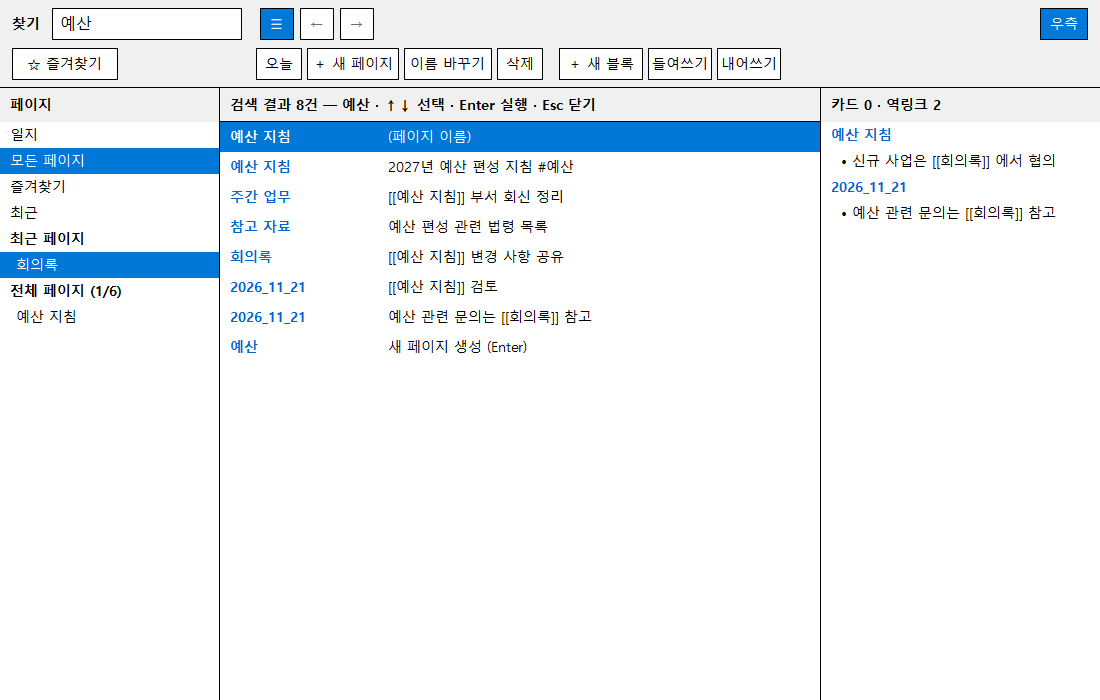 찾기 예산 ☰ ← → 우측
☆ 즐겨찾기 오늘 + 새 페이지 이름 바꾸기 삭제 + 새 블록 들여쓰기 내어쓰기
페이지
일지
모든 페이지
즐겨찾기
최근
최근 페이지
회의록
전체 페이지 (1/6)
예산 지침
검색 결과 8건 — 예산 · ↑ ↓ 선택 · Enter 실행 · Esc 닫기
예산 지침 (페이지 이름)
예산 지침 2027년 예산 편성 지침 #예산
주간 업무 [[예산 지침]] 부서 회신 정리
참고 자료 예산 편성 관련 법령 목록
회의록 [[예산 지침]] 변경 사항 공유
2026_11_21 [[예산 지침]] 검토
2026_11_21 예산 관련 문의는 [[회의록]] 참고
예산 새 페이지 생성 (Enter)
카드 0 · 역링크 2
예산 지침
• 신규 사업은 [[회의록]] 에서 협의
2026_11_21
• 예산 관련 문의는 [[회의록]] 참고